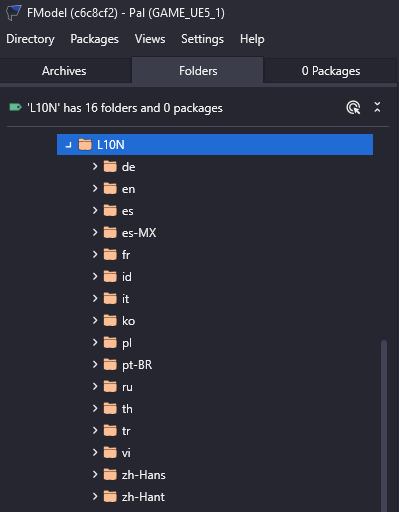 FModel (c6c8cf2) - Pal (GAME_UE5_1)
Directory Packages Views Settings Help
Archives Folders 0 Packages
'L10N' has 16 folders and 0 packages
L10N
de
en
es
es-MX
fr
id
it
ko
pl
pt-BR
ru
th
tr
vi
zh-Hans
zh-Hant